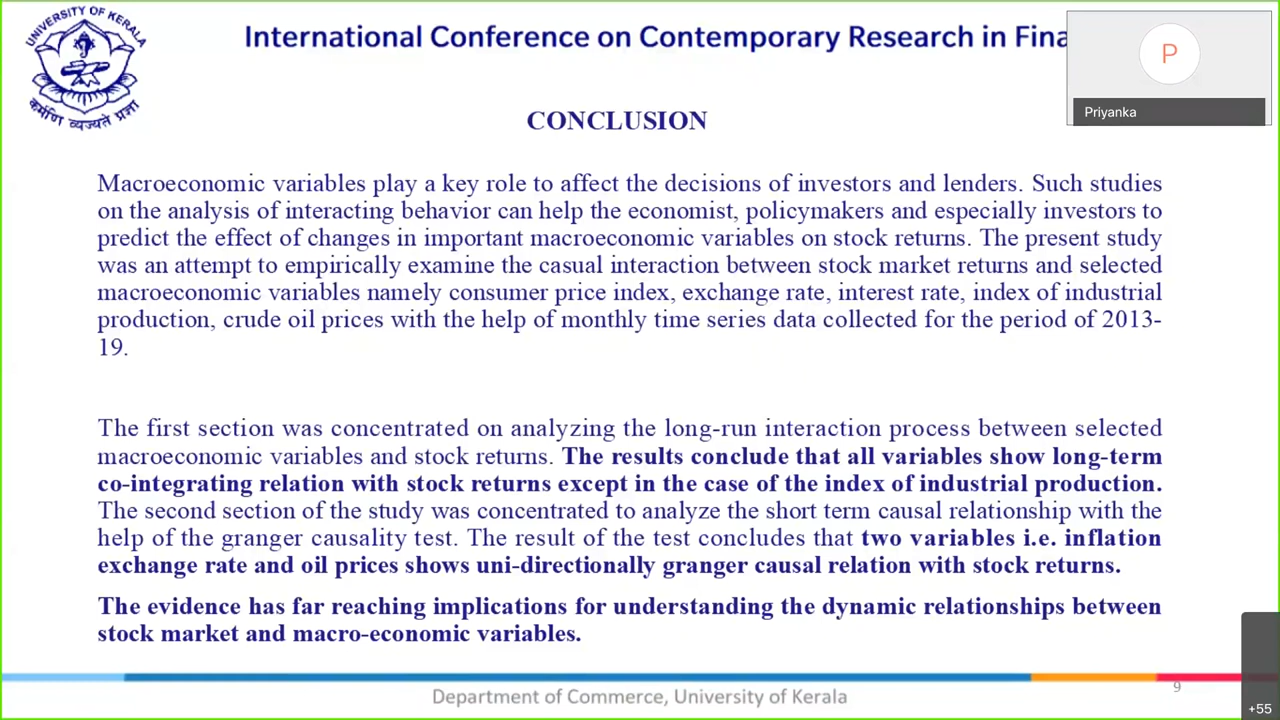 UNIVERSITY OF KERALA
कर्मणि व्यज्यते प्रज्ञा
International Conference on Contemporary Research in Fina
P
Priyanka
CONCLUSION
Macroeconomic variables play a key role to affect the decisions of investors and lenders. Such studies
on the analysis of interacting behavior can help the economist, policymakers and especially investors to
predict the effect of changes in important macroeconomic variables on stock returns. The present study
was an attempt to empirically examine the casual interaction between stock market returns and selected
macroeconomic variables namely consumer price index, exchange rate, interest rate, index of industrial
production, crude oil prices with the help of monthly time series data collected for the period of 2013-
19.
The first section was concentrated on analyzing the long-run interaction process between selected
macroeconomic variables and stock returns. The results conclude that all variables show long-term
co-integrating relation with stock returns except in the case of the index of industrial production.
The second section of the study was concentrated to analyze the short term causal relationship with the
help of the granger causality test. The result of the test concludes that two variables i.e. inflation
exchange rate and oil prices shows uni-directionally granger causal relation with stock returns.
The evidence has far reaching implications for understanding the dynamic relationships between
stock market and macro-economic variables.
Department of Commerce, University of Kerala
9
+55